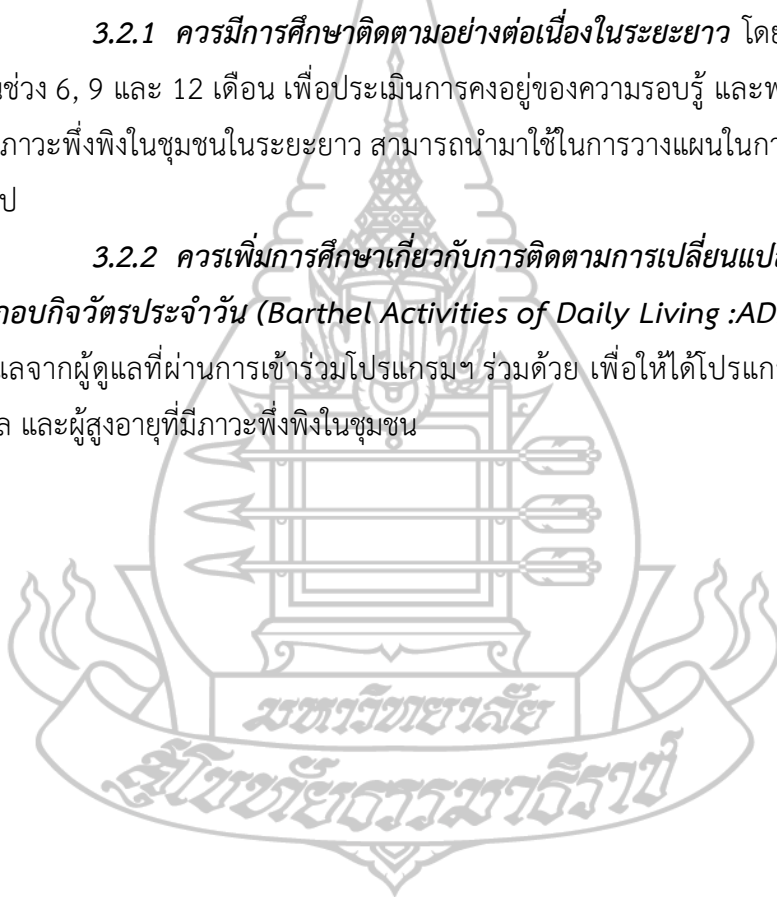 3.2.1 ควรมีการศึกษาติดตามอย่างต่อเนื่องในระยะยาว โดย
นช่วง 6, 9 และ 12 เดือน เพื่อประเมินการคงอยู่ของความรอบรู้ และพ
ภาวะพึ่งพิงในชุมชนในระยะยาว สามารถนำมาใช้ในการวางแผนในกา
ป
3.2.2 ควรเพิ่มการศึกษาเกี่ยวกับการติดตามการเปลี่ยนแปล
กอบกิจวัตรประจำวัน (Barthel Activities of Daily Living :AD
แลจากผู้ดูแลที่ผ่านการเข้าร่วมโปรแกรมฯ ร่วมด้วย เพื่อให้ได้โปรแก
ล และผู้สูงอายุที่มีภาวะพึ่งพิงในชุมชน
มหาวิทยาลัย
สุโขทัยธรรมาธิราช